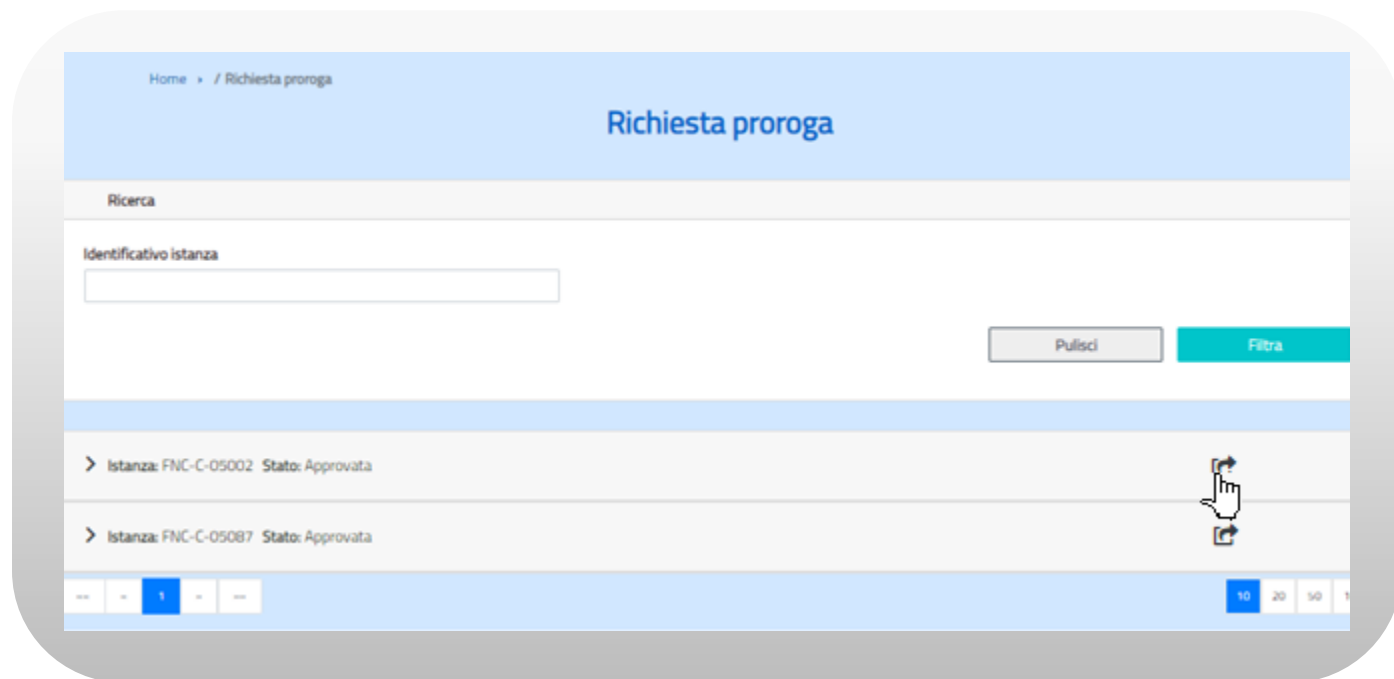 Home › / Richiesta proroga
Richiesta proroga
Ricerca
Identificativo istanza
Pulisci Filtra
Istanza: FNC-C-05002 Stato: Approvata
Istanza: FNC-C-05087 Stato: Approvata
1 10 20 50